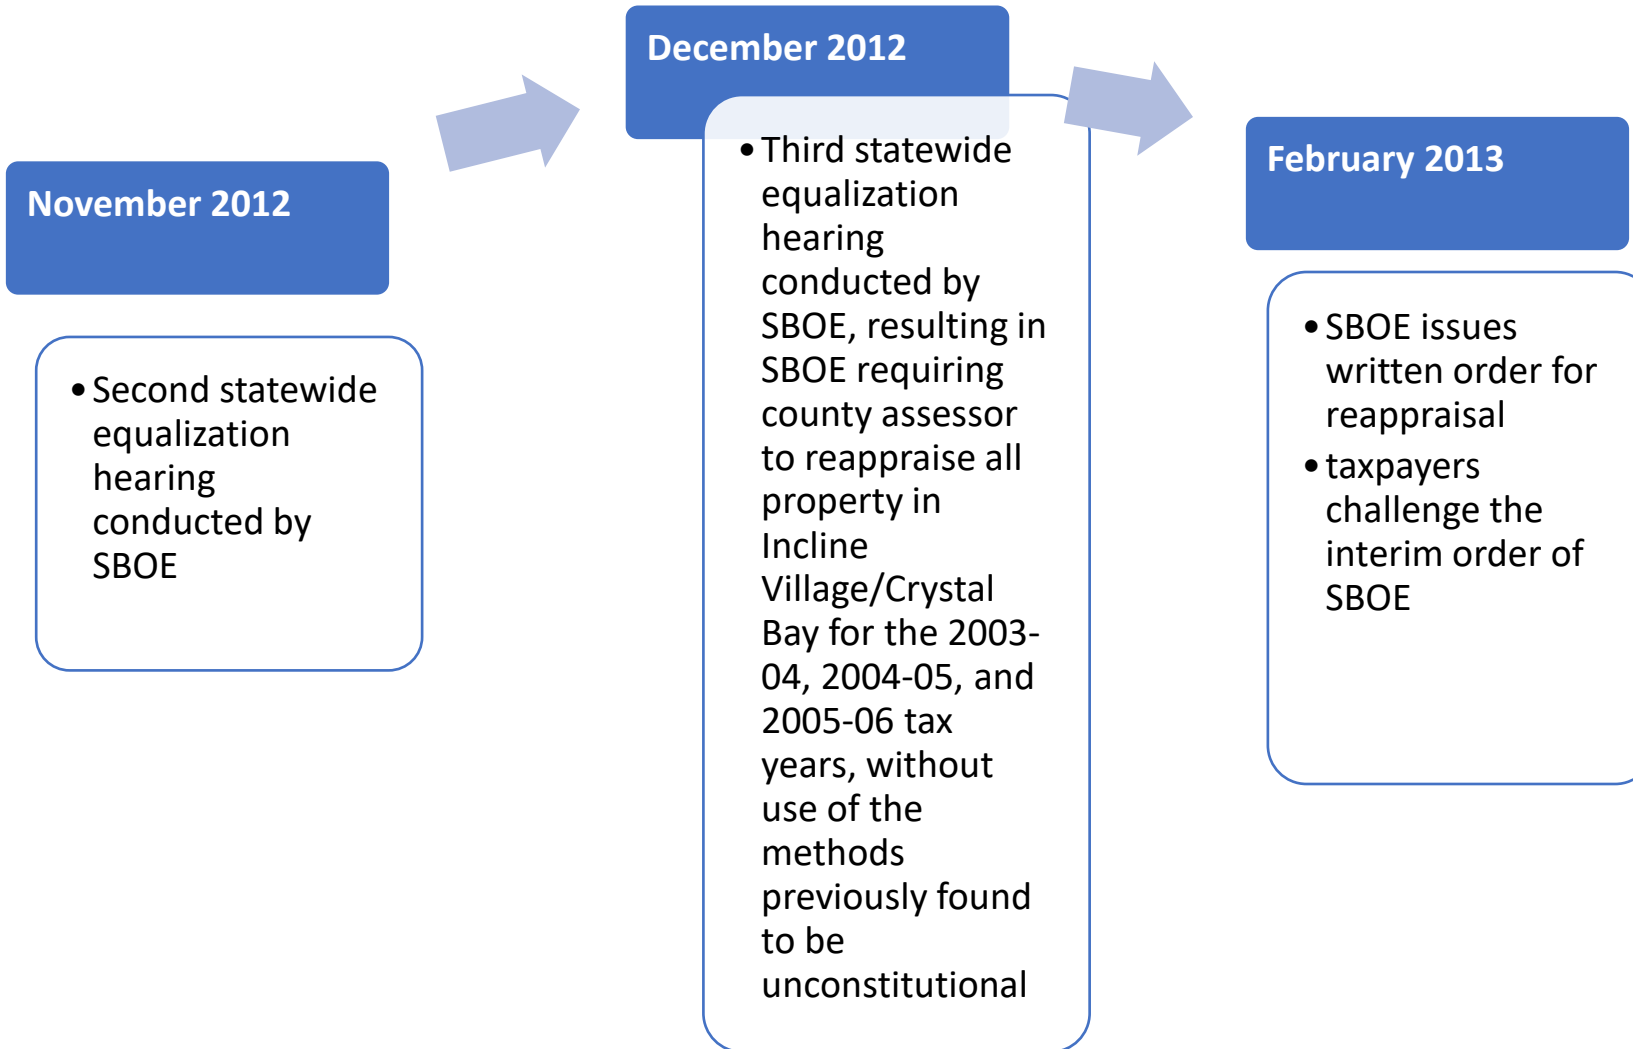 November 2012
• Second statewide
equalization
hearing
conducted by
SBOE
December 2012
• Third statewide
equalization
hearing
conducted by
SBOE, resulting in
SBOE requiring
county assessor
to reappraise all
property in
Incline
Village/Crystal
Bay for the 2003-
04, 2004-05, and
2005-06 tax
years, without
use of the
methods
previously found
to be
unconstitutional
February 2013
• SBOE issues
written order for
reappraisal
• taxpayers
challenge the
interim order of
SBOE